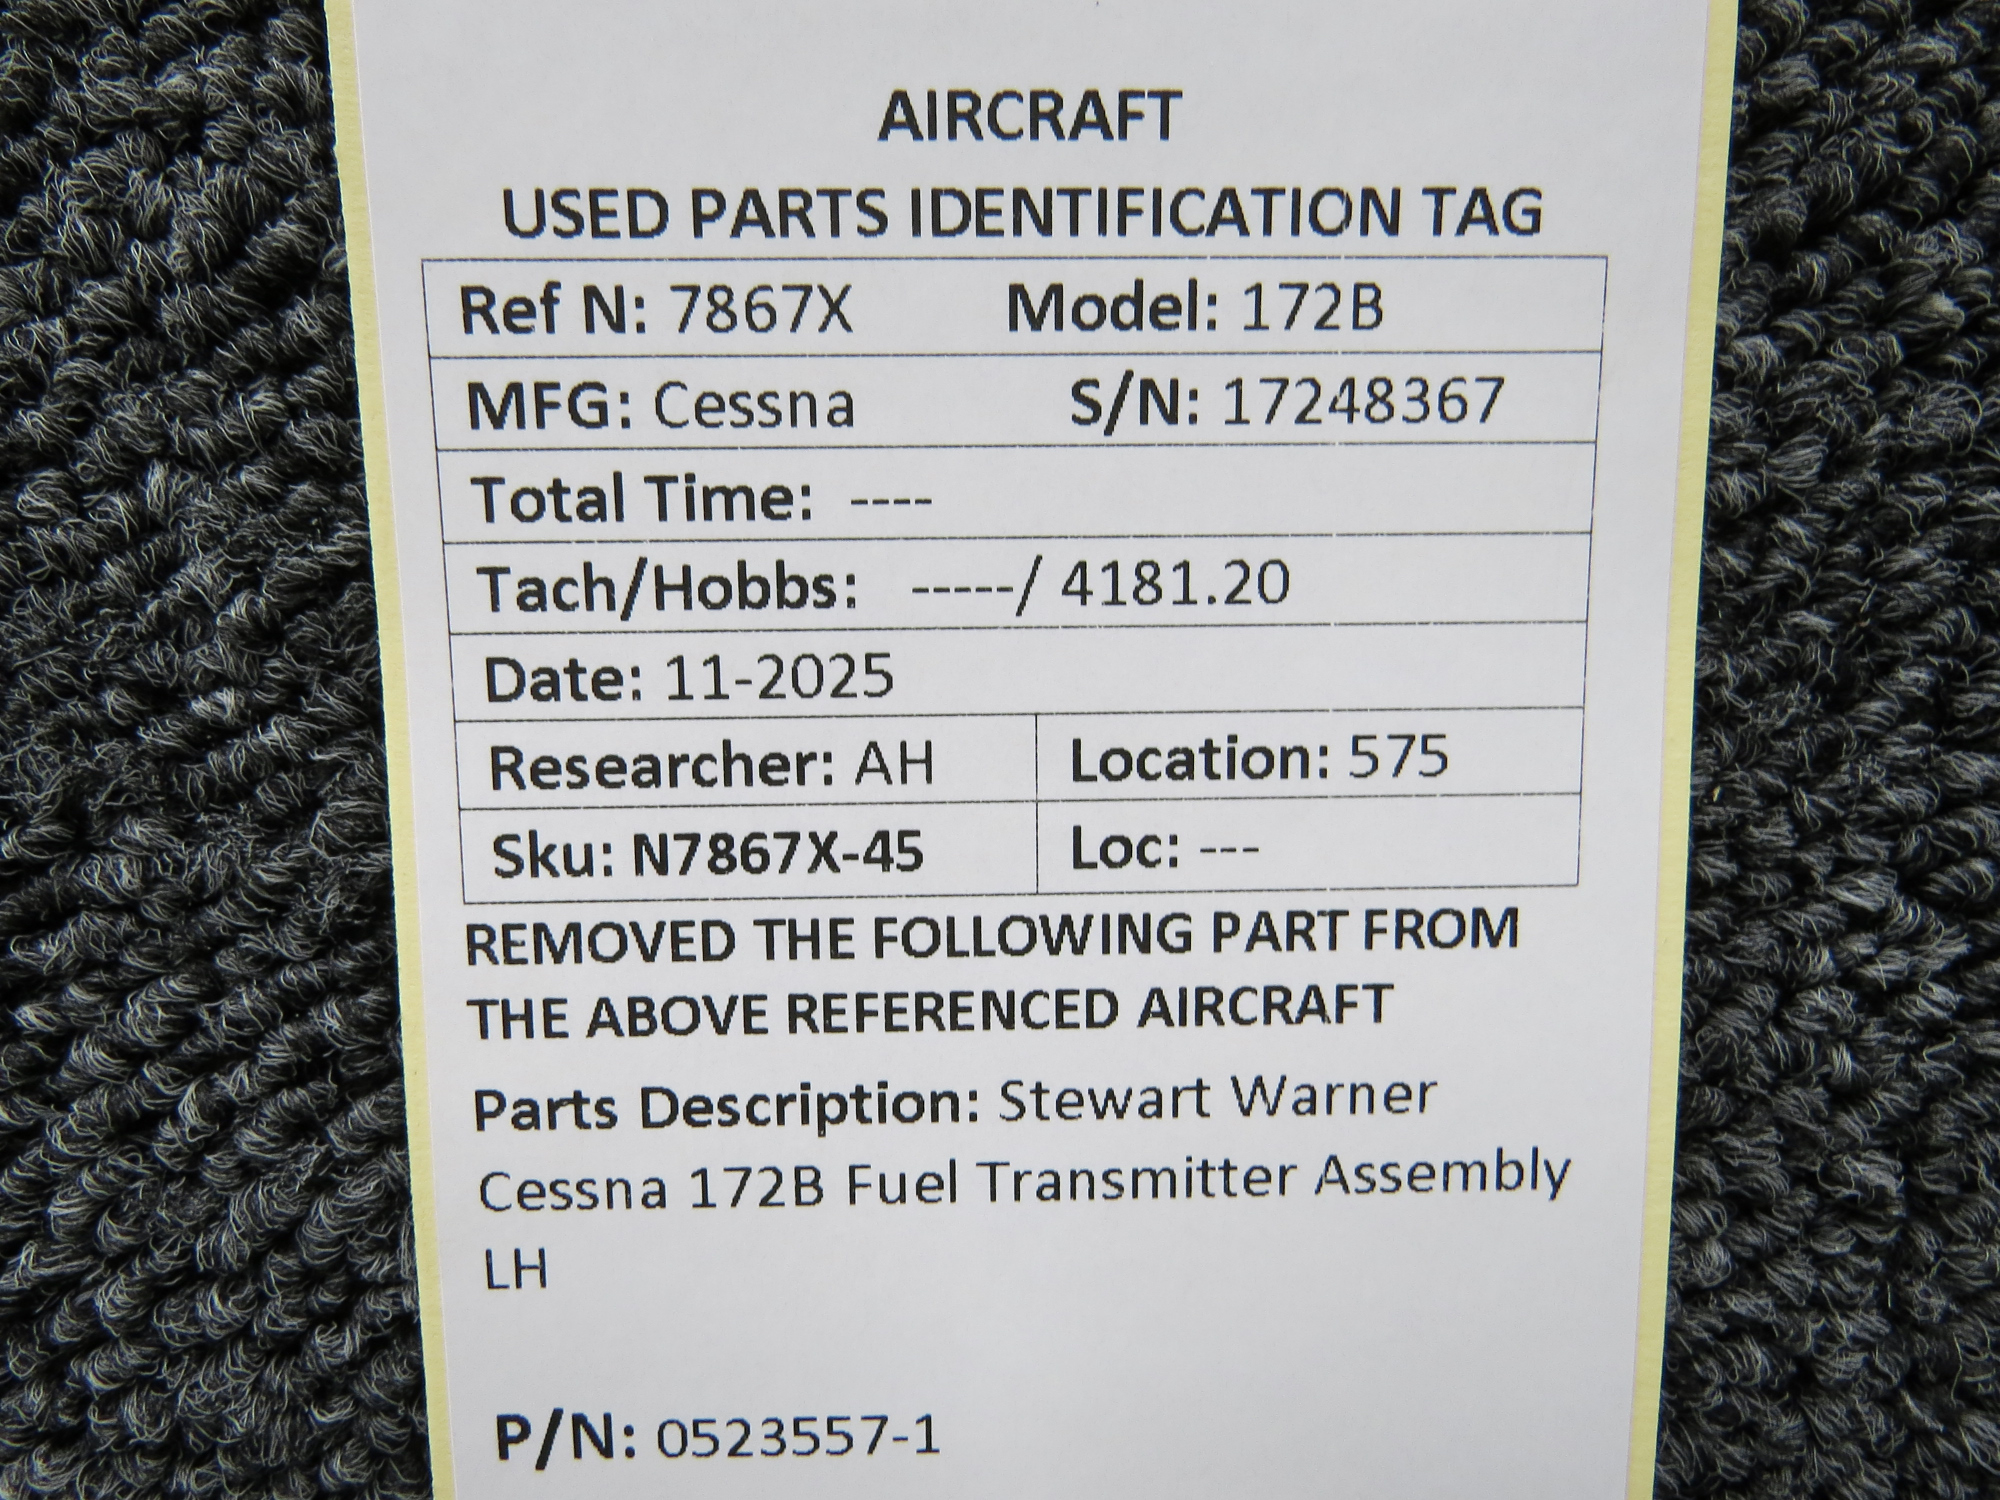 AIRCRAFT
USED PARTS IDENTIFICATION TAG
Ref N: 7867X Model: 172B
MFG: Cessna S/N: 17248367
Total Time: ----
Tach/Hobbs: -----/ 4181.20
Date: 11-2025
Researcher: AH Location: 575
Sku: N7867X-45 Loc: ---
REMOVED THE FOLLOWING PART FROM
THE ABOVE REFERENCED AIRCRAFT
Parts Description: Stewart Warner
Cessna 172B Fuel Transmitter Assembly
LH
P/N: 0523557-1